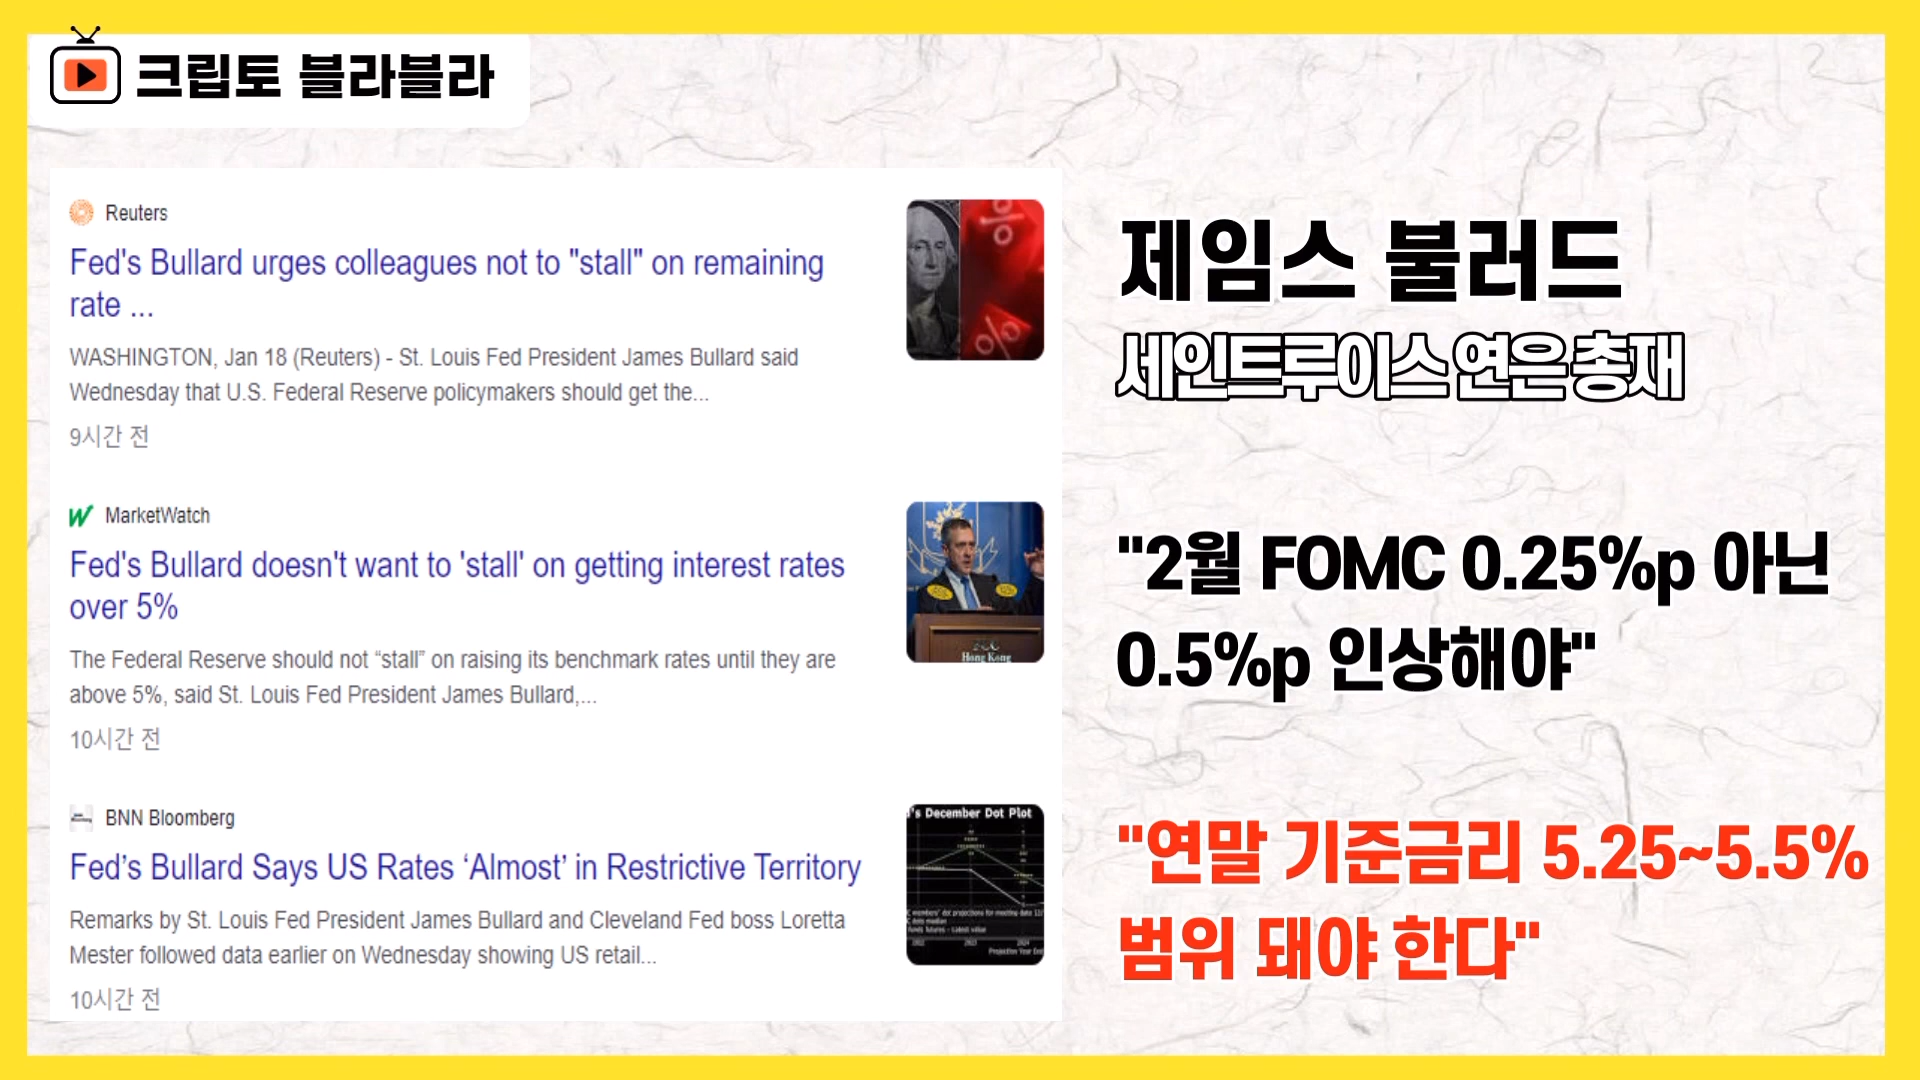 크립토 블라블라
Reuters
Fed's Bullard urges colleagues not to "stall" on remaining
rate ...
WASHINGTON, Jan 18 (Reuters) - St. Louis Fed President James Bullard said
Wednesday that U.S. Federal Reserve policymakers should get the...
9시간 전
MarketWatch
Fed's Bullard doesn't want to 'stall' on getting interest rates
over 5%
The Federal Reserve should not “stall” on raising its benchmark rates until they are
above 5%, said St. Louis Fed President James Bullard,...
10시간 전
Hong Kong
BNN Bloomberg
Fed’s Bullard Says US Rates ‘Almost’ in Restrictive Territory
Remarks by St. Louis Fed President James Bullard and Cleveland Fed boss Loretta
Mester followed data earlier on Wednesday showing US retail...
10시간 전
's December Dot Plot
2022 2023 2024
제임스 불러드
세인트루이스 연은 총재
"2월 FOMC 0.25%p 아닌
0.5%p 인상해야"
"연말 기준금리 5.25~5.5%
범위 돼야 한다"